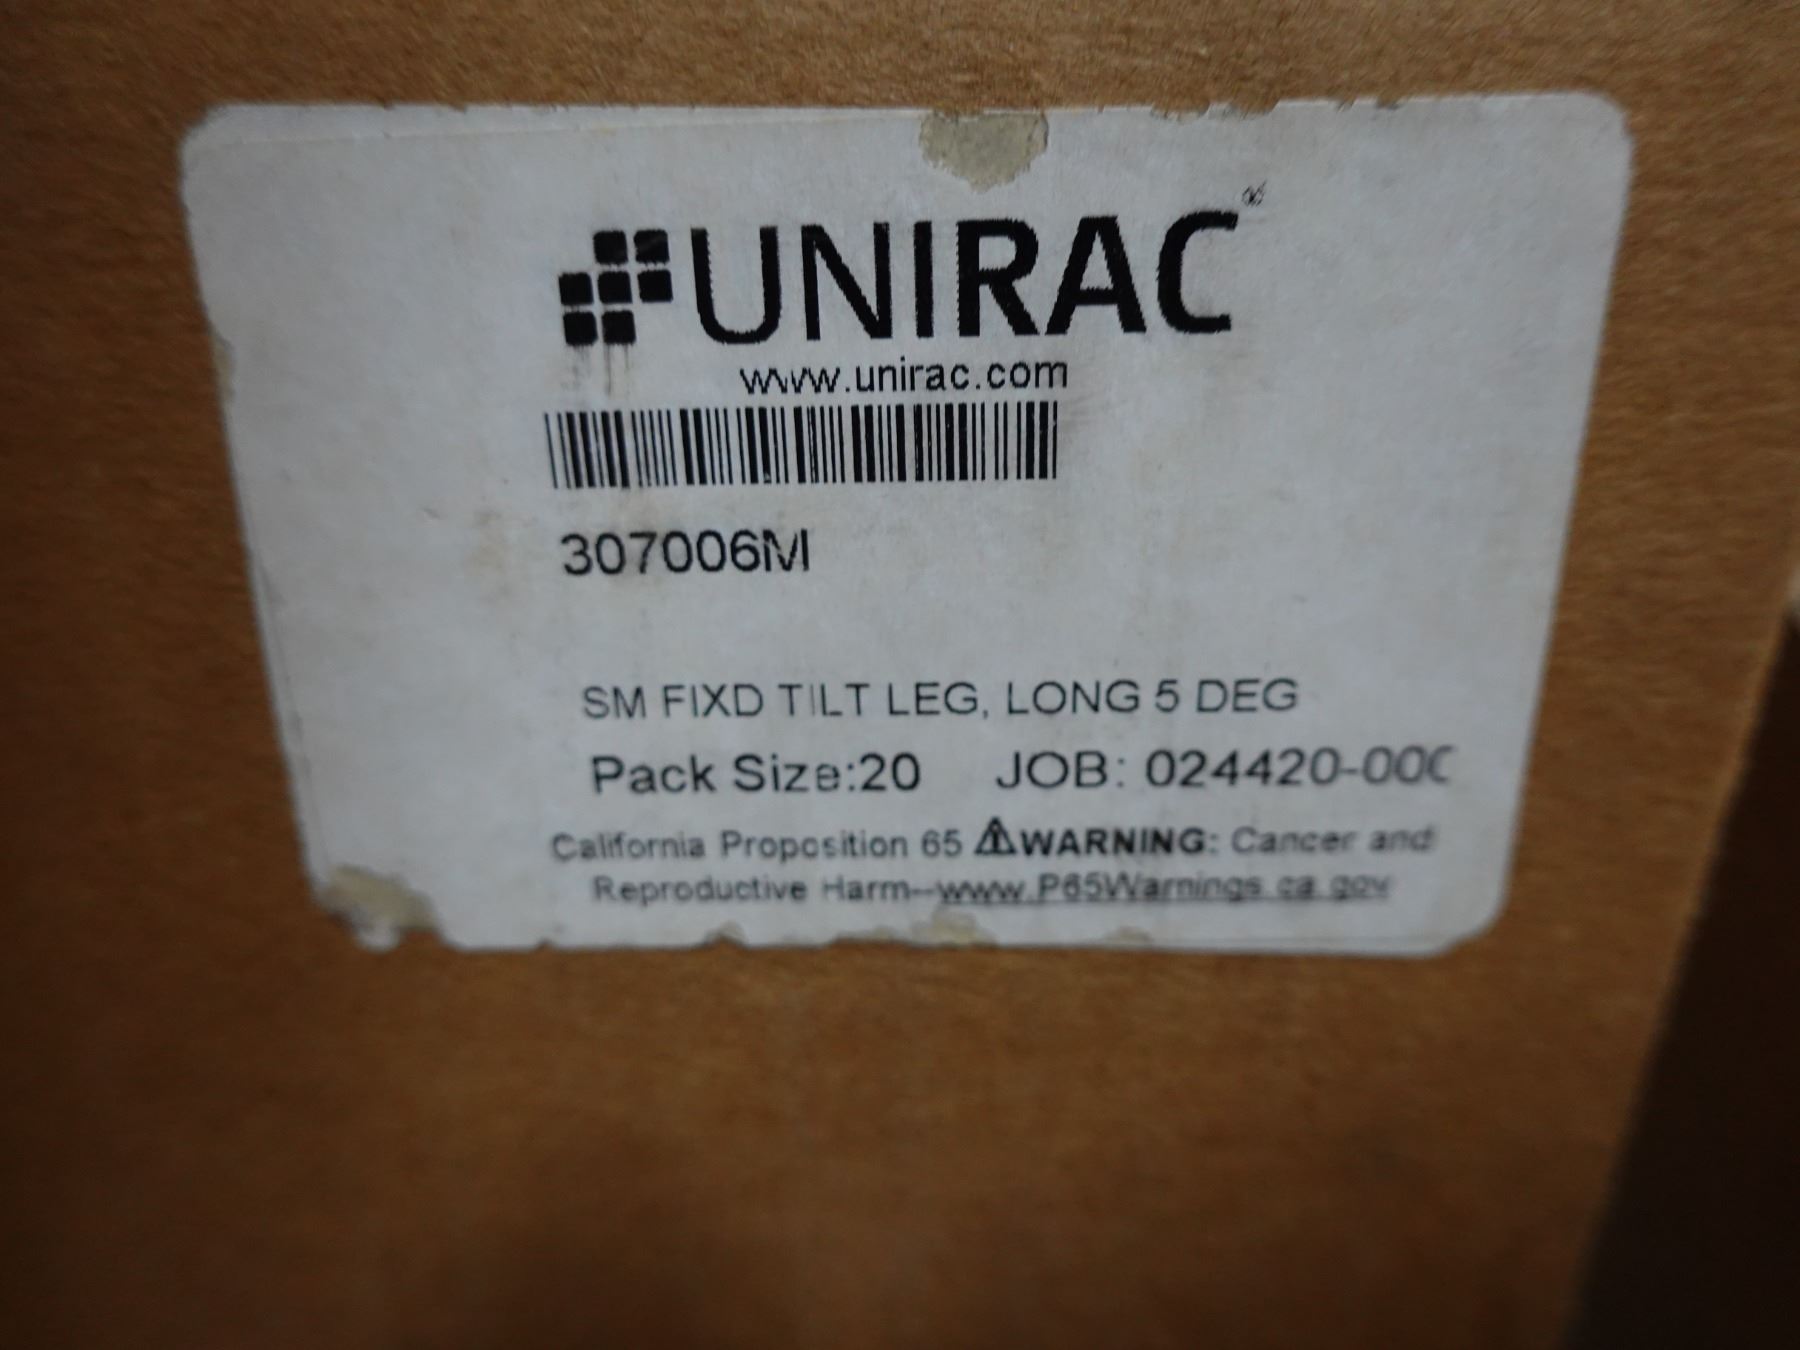 UNIRAC®
www.unirac.com
307006M
SM FIXD TILT LEG, LONG 5 DEG
Pack Size:20 JOB: 024420-00
California Proposition 65 ⚠WARNING: Cancer and
Reproductive Harm--www.P65Warnings.ca.gov